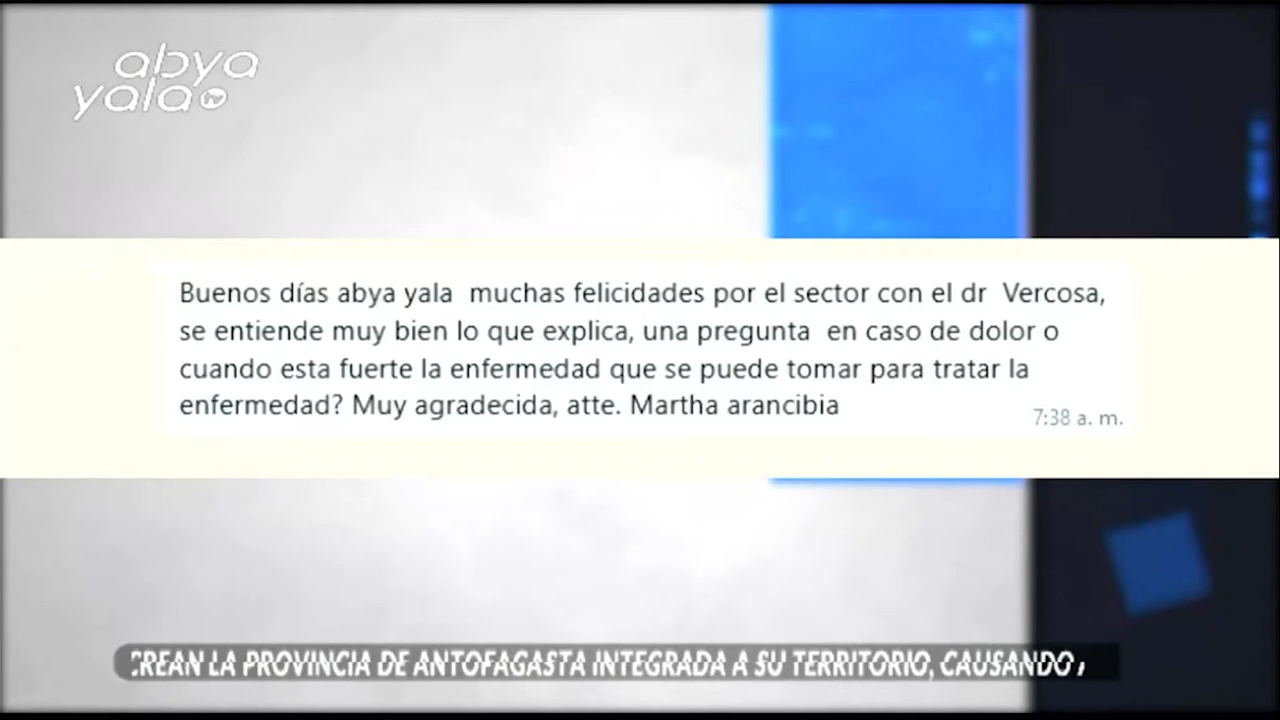 abya
yala tv
Buenos días abya yala  muchas felicidades por el sector con el dr  Vercosa,
se entiende muy bien lo que explica, una pregunta  en caso de dolor o
cuando esta fuerte la enfermedad que se puede tomar para tratar la
enfermedad? Muy agradecida, atte. Martha arancibia
7:38 a. m.
CREAN LA PROVINCIA DE ANTOFAGASTA INTEGRADA A SU TERRITORIO, CAUSANDO